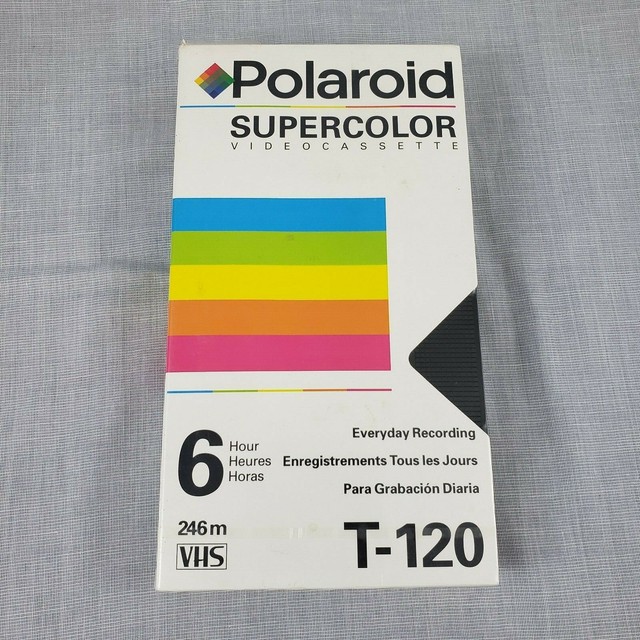 Polaroid
SUPERCOLOR
VIDEOCASSETTE
6 Hour
Heures
Horas
Everyday Recording
Enregistrements Tous les Jours
Para Grabación Diaria
246m
VHS
T-120